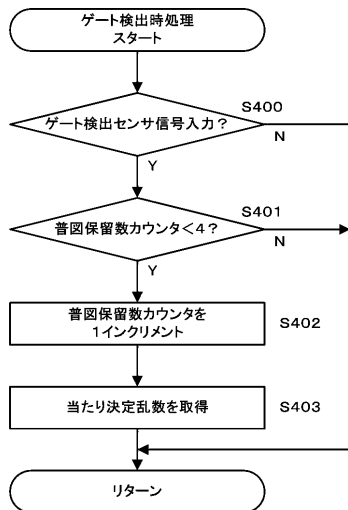 ゲート検出時処理
スタート
S400
ゲート検出センサ信号入力?
N
Y
S401
普図保留数カウンタ<4?
N
Y
普図保留数カウンタを
1インクリメント
S402
当たり決定乱数を取得
S403
リターン